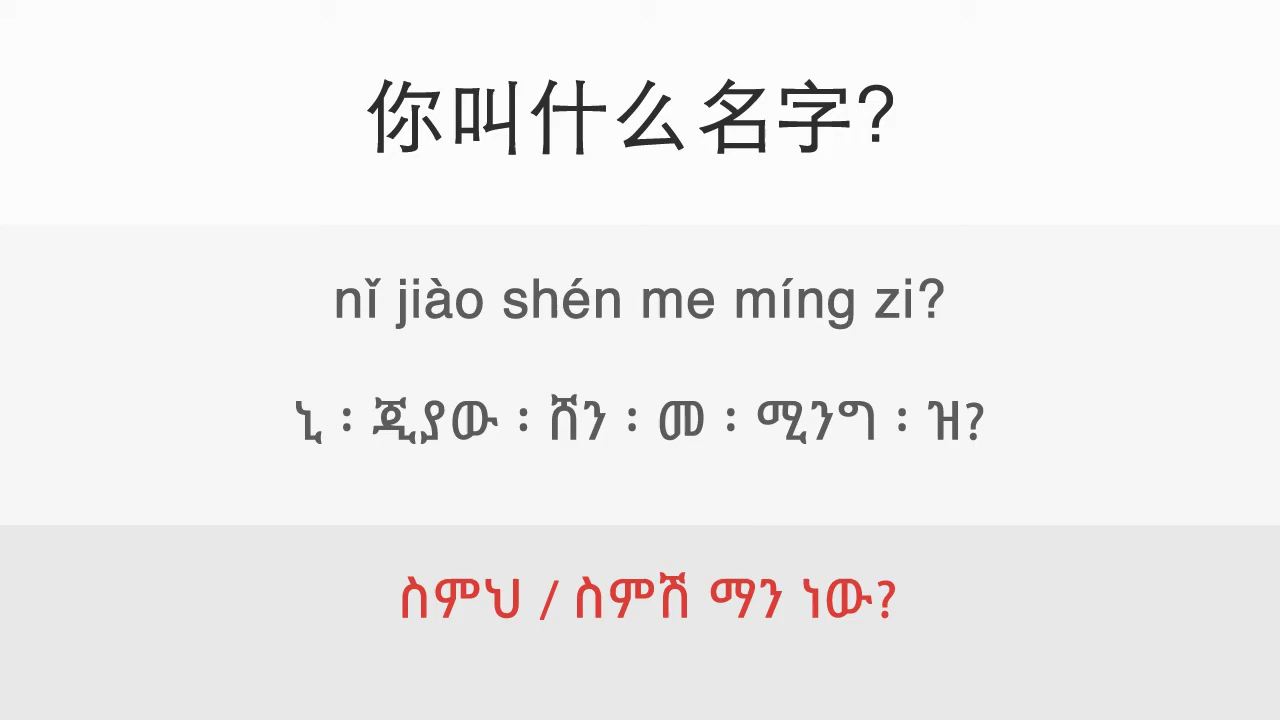 你叫什么名字?
nǐ jiào shén me míng zi?
ኒ ፡ ጂያው ፡ ሸን ፡ መ ፡ ሚንግ ፡ ዝ?
ስምህ / ስምሽ ማን ነው?